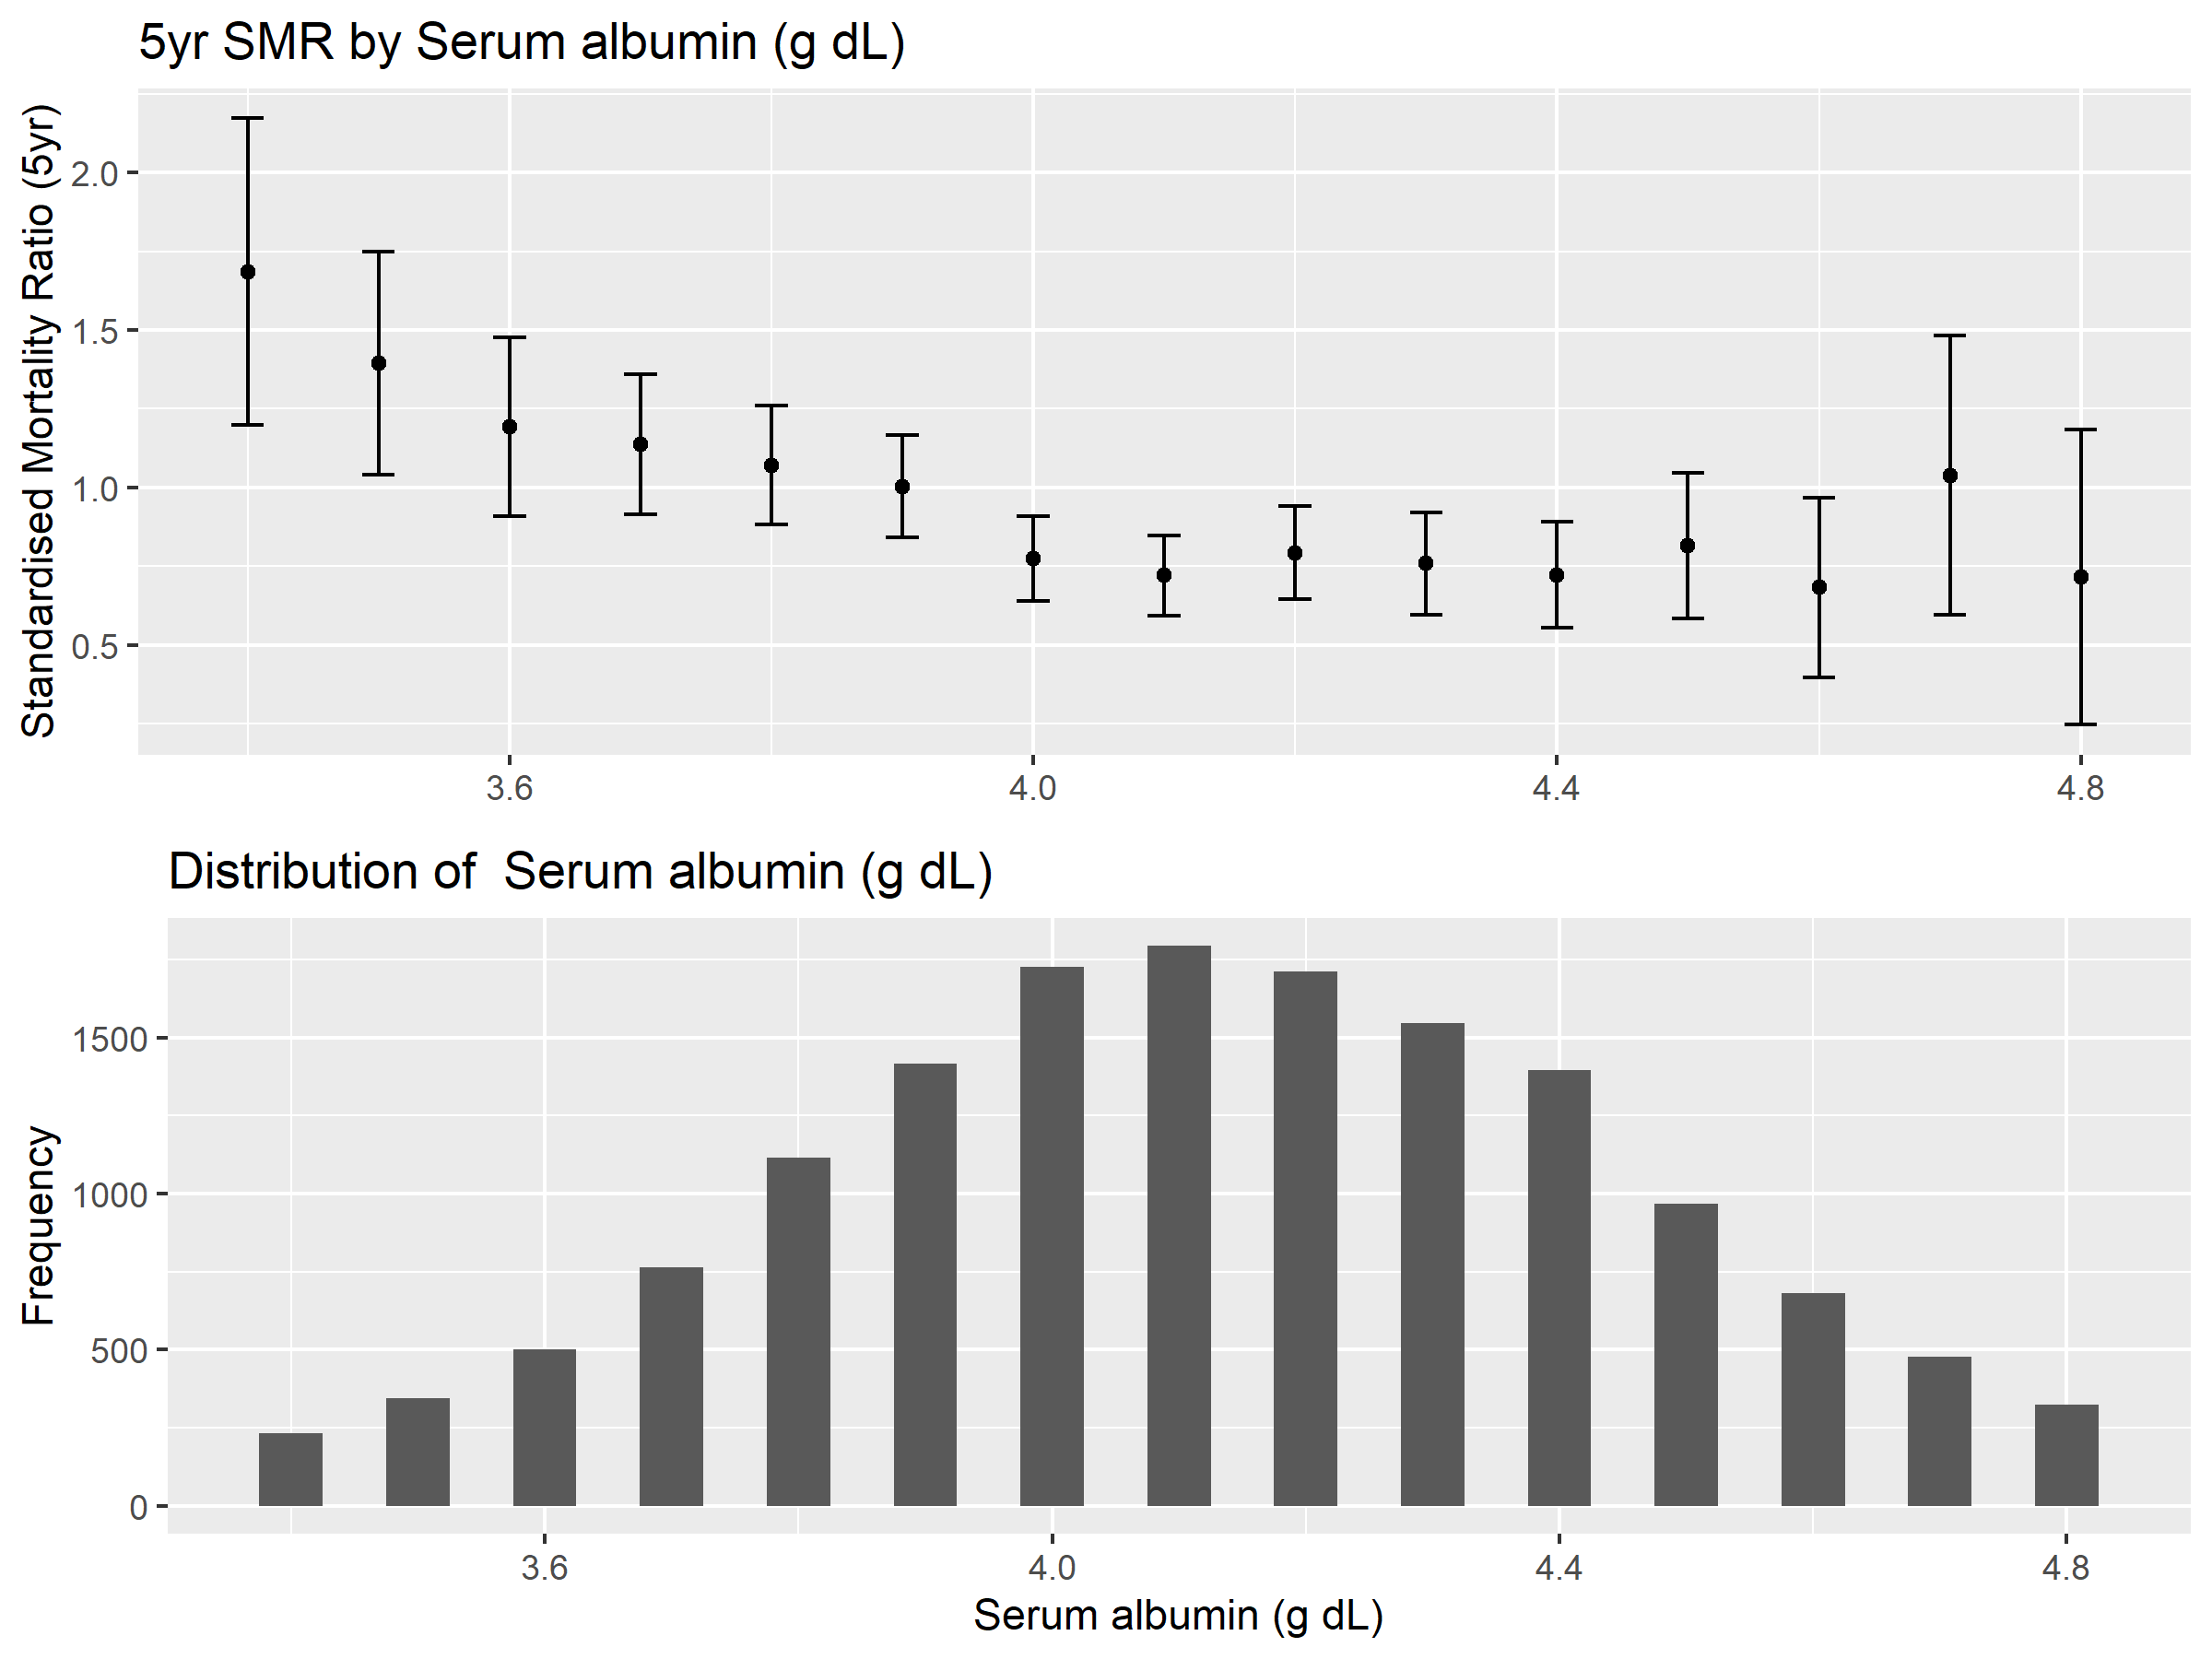 5yr SMR by Serum albumin (g dL)
Standardised Mortality Ratio (5yr)
2.0
1.5
1.0
0.5
3.6 4.0 4.4 4.8
Distribution of  Serum albumin (g dL)
Frequency
1500
1000
500
0
3.6 4.0 4.4 4.8
Serum albumin (g dL)